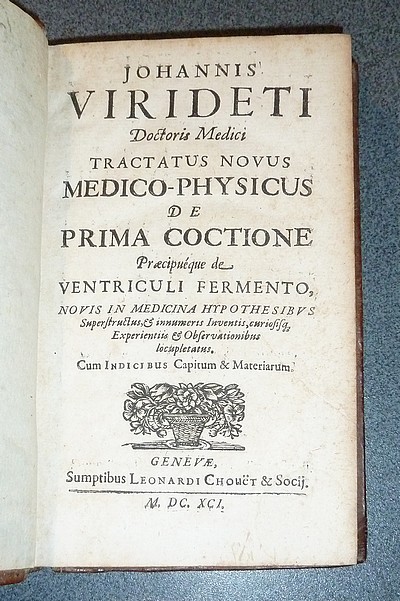 JOHANNIS
VIRIDETI
Doctoris Medici
TRACTATUS NOVUS
MEDICO-PHYSICUS
DE
PRIMA COCTIONE
Præcipuéque de
VENTRICULI FERMENTO,
NOVIS IN MEDICINA HYPOTHESIBVS
Superſtructus, & innumeris Inventis, curioſiſq,
Experientiis & Obſervationibus
locupletatus.
Cum INDICIBUS Capitum & Materiarum.
GENEVÆ,
Sumptibus LEONARDI CHOUËT & Socij.
M. DC. XCI.